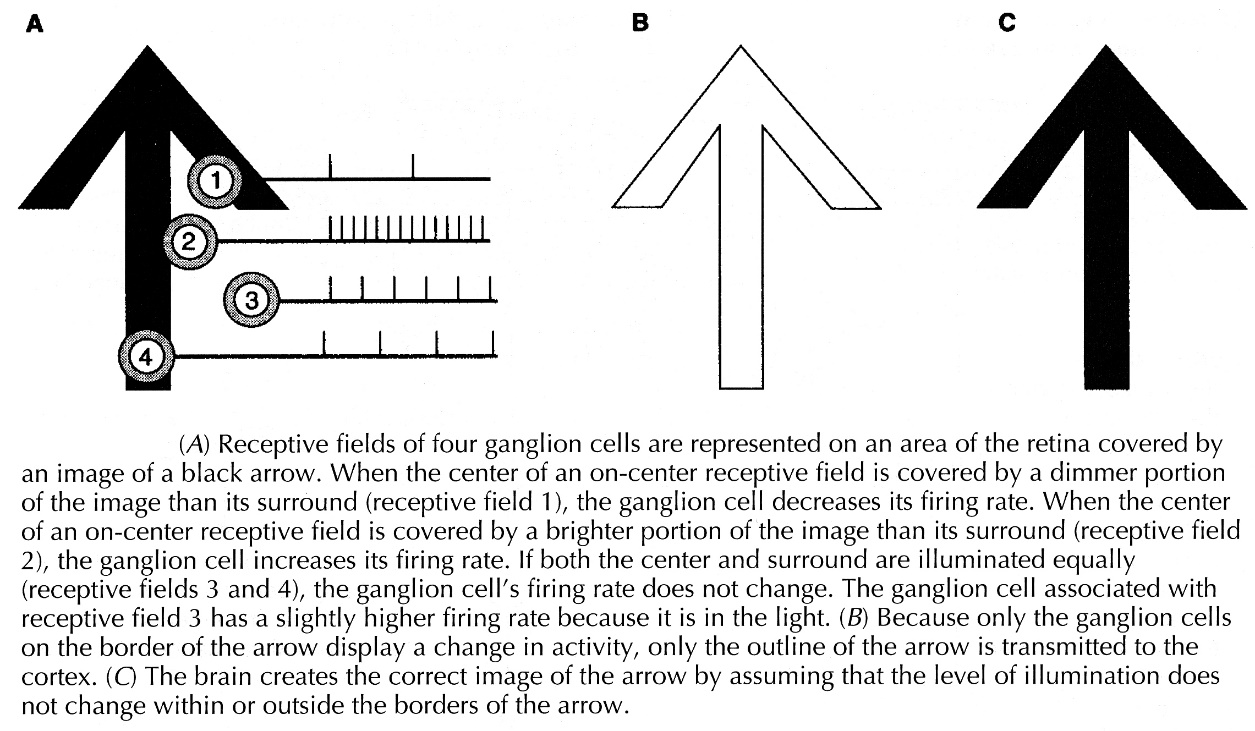 A
B
C
1
2
3
4
(A) Receptive fields of four ganglion cells are represented on an area of the retina covered by
an image of a black arrow. When the center of an on-center receptive field is covered by a dimmer portion
of the image than its surround (receptive field 1), the ganglion cell decreases its firing rate. When the center
of an on-center receptive field is covered by a brighter portion of the image than its surround (receptive field
2), the ganglion cell increases its firing rate. If both the center and surround are illuminated equally
(receptive fields 3 and 4), the ganglion cell's firing rate does not change. The ganglion cell associated with
receptive field 3 has a slightly higher firing rate because it is in the light. (B) Because only the ganglion cells
on the border of the arrow display a change in activity, only the outline of the arrow is transmitted to the
cortex. (C) The brain creates the correct image of the arrow by assuming that the level of illumination does
not change within or outside the borders of the arrow.